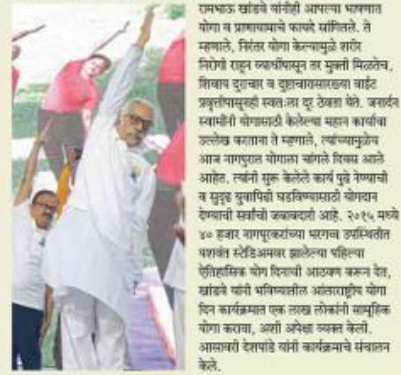 रामभाऊ खांडवे यांनीही आपल्या भाषणात
योगा व प्राणायामाचे फायदे सांगितले. ते
म्हणाले, निरंतर योगा केल्यामुळे शरीर
निरोगी राहून व्याधींपासून तर मुक्ती मिळतेच,
शिवाय दुराचार व दुष्टाचारासारख्या वाईट
प्रवृत्तींपासूनही स्वतःला दूर ठेवता येते. जनार्दन
स्वामींनी योगासाठी केलेल्या महान कार्याचा
उल्लेख करताना ते म्हणाले, त्यांच्यामुळेच
आज नागपुरात योगाला चांगले दिवस आले
आहेत. त्यांनी सुरू केलेले कार्य पुढे नेण्याची
व सुदृढ युवापिढी घडविण्यासाठी योगदान
देण्याची सर्वांची जबाबदारी आहे. २०१५ मध्ये
४० हजार नागपूरकरांच्या भरगच्च उपस्थितीत
यशवंत स्टेडिअमवर झालेल्या पहिल्या
ऐतिहासिक योग दिनाची आठवण करून देत,
खांडवे यांनी भविष्यातील आंतरराष्ट्रीय योगा
दिन कार्यक्रमात एक लाख लोकांनी सामूहिक
योगा करावा, अशी अपेक्षा व्यक्त केली.
आसावरी देशपांडे यांनी कार्यक्रमाचे संचालन
केले.